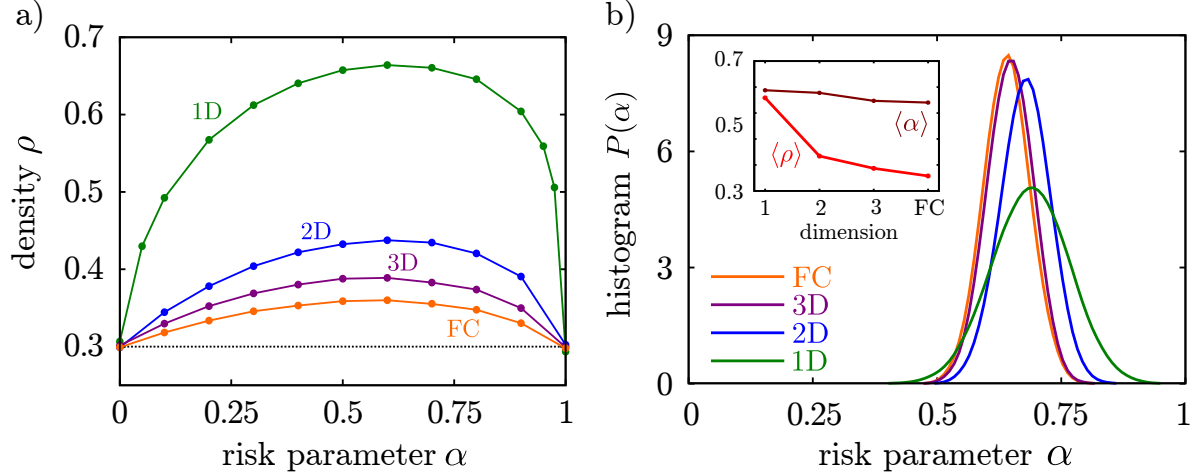 a)
0.7
0.6
0.5
0.4
0.3
density ρ
1D
2D
3D
FC
0
0.25
0.5
0.75
1
risk parameter α
b)
9
6
3
0
histogram P(α)
0.7
0.5
0.3
⟨α⟩
⟨ρ⟩
1
2
3
FC
dimension
FC
3D
2D
1D
0
0.25
0.5
0.75
1
risk parameter α